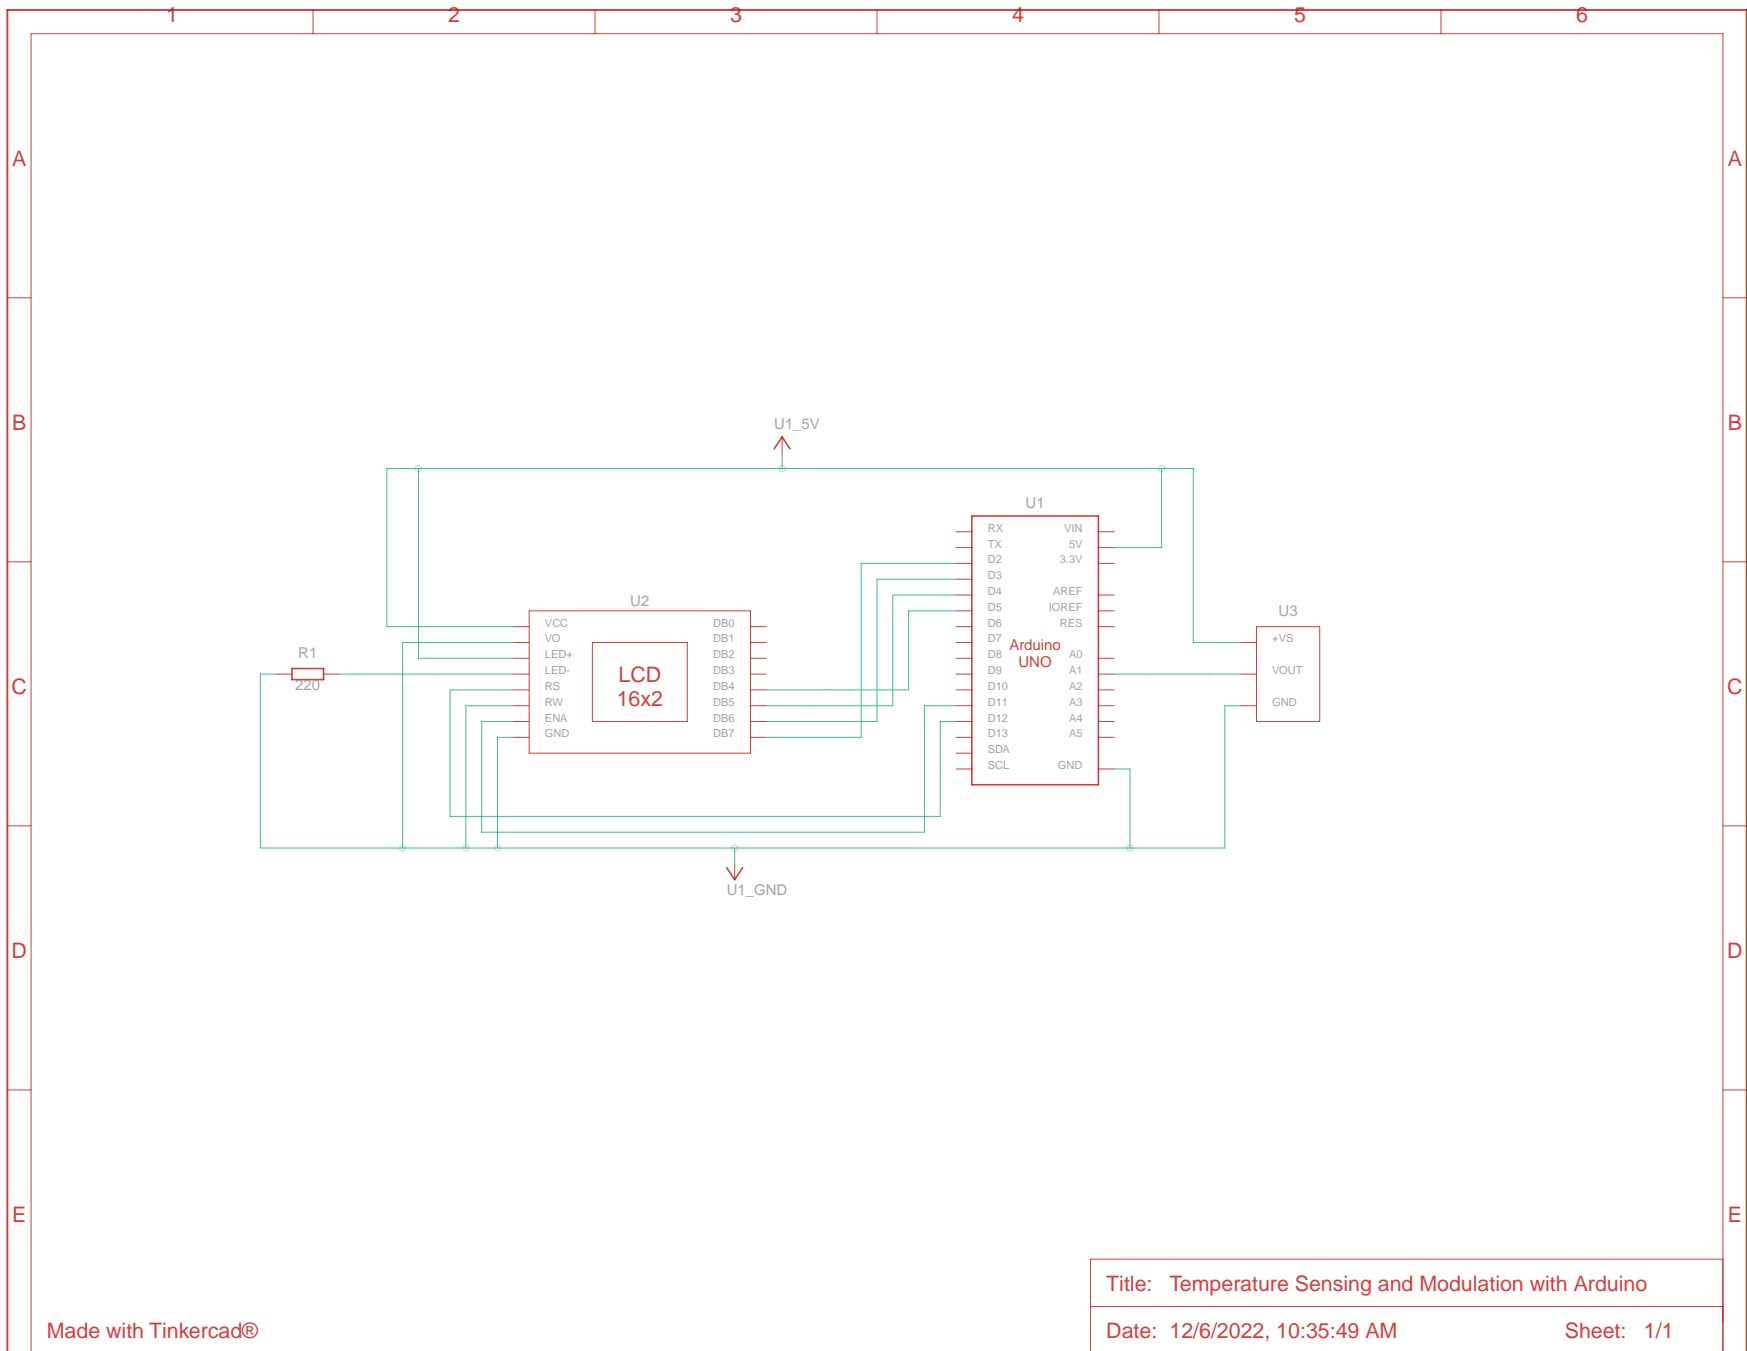 1 2 3 4 5 6
A A
B B
U1_5V
U1
RX VIN
TX 5V
D2 3.3V
D3
D4 AREF
D5 IOREF
D6 RES
D7
D8 A0
D9 A1
D10 A2
D11 A3
D12 A4
D13 A5
SDA
SCL GND
Arduino
UNO
U2
VCC DB0
VO DB1
LED+ DB2
LED- DB3
RS DB4
RW DB5
ENA DB6
GND DB7
LCD
16x2
U3
+VS
VOUT
GND
R1
220
C C
U1_GND
D D
E E
Title: Temperature Sensing and Modulation with Arduino
Made with Tinkercad®
Date: 12/6/2022, 10:35:49 AM Sheet: 1/1